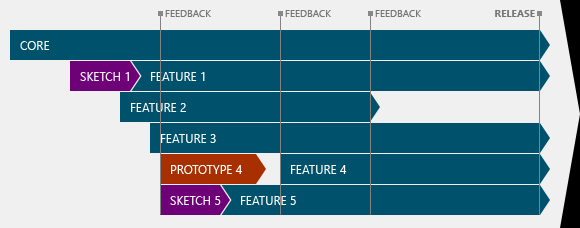 FEEDBACK FEEDBACK FEEDBACK RELEASE
CORE
SKETCH 1 FEATURE 1
FEATURE 2
FEATURE 3
PROTOTYPE 4 FEATURE 4
SKETCH 5 FEATURE 5